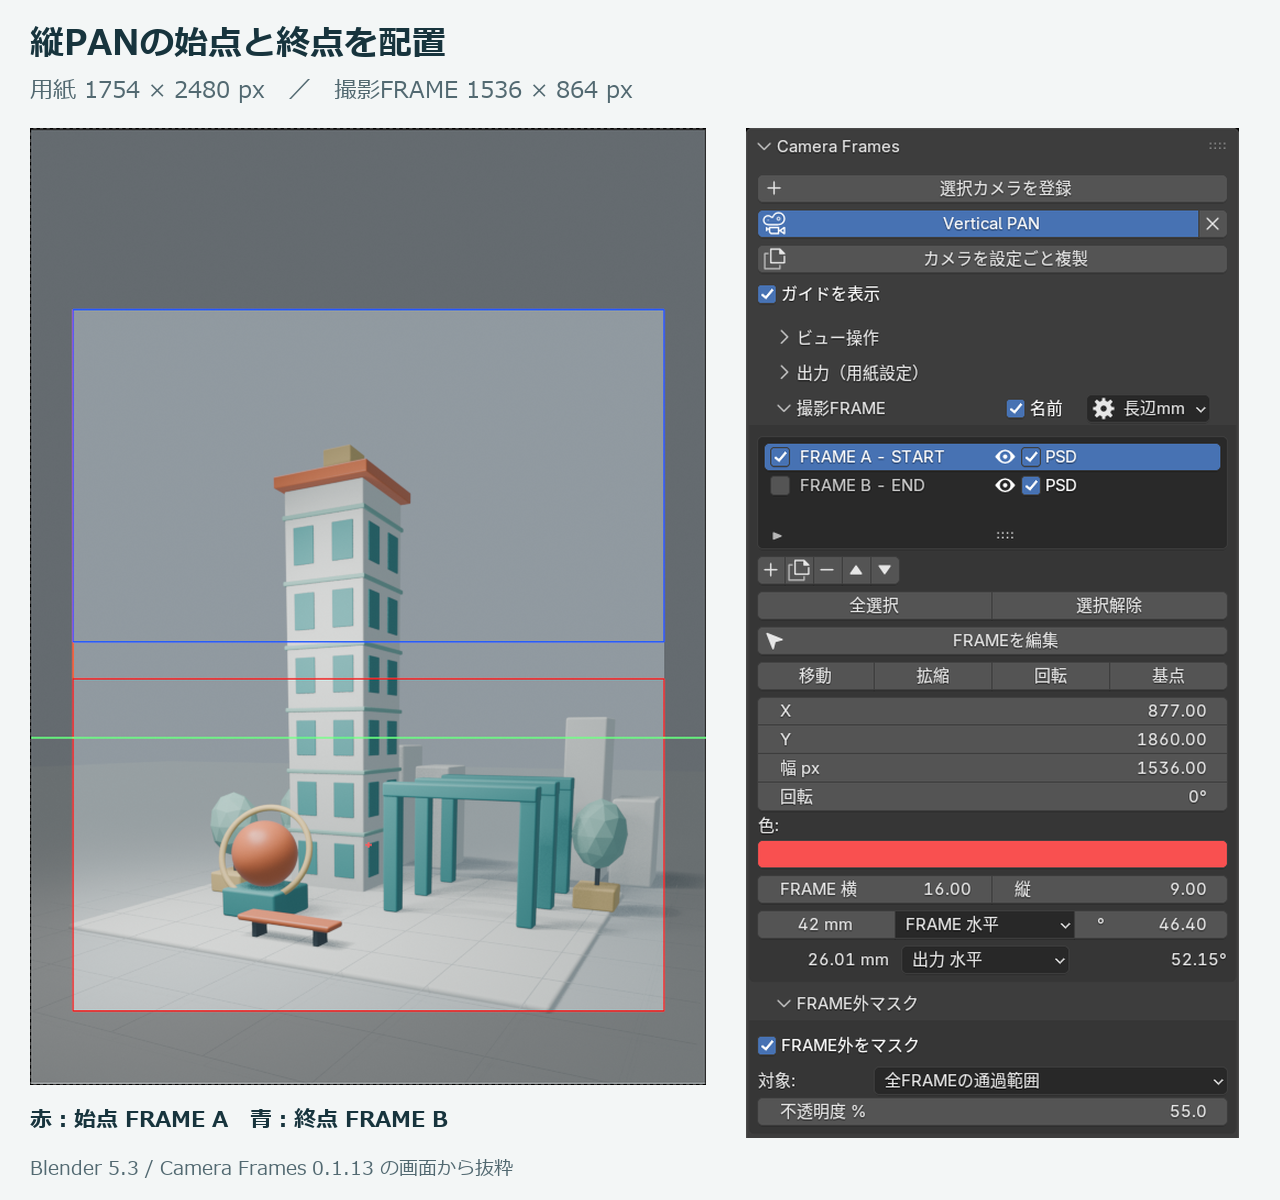 縦PANの始点と終点を配置
用紙 1754 × 2480 px ／ 撮影FRAME 1536 × 864 px
Camera Frames
選択カメラを登録
Vertical PAN
カメラを設定ごと複製
ガイドを表示
ビュー操作
出力（用紙設定）
撮影FRAME 名前 長辺mm
FRAME A - START PSD
FRAME B - END PSD
全選択 選択解除
FRAMEを編集
移動 拡縮 回転 基点
X 877.00
Y 1860.00
幅 px 1536.00
回転 0°
色:
FRAME 横 16.00 縦 9.00
42 mm FRAME 水平 ° 46.40
26.01 mm 出力 水平 52.15°
FRAME外マスク
FRAME外をマスク
対象: 全FRAMEの通過範囲
不透明度 % 55.0
赤：始点 FRAME A 青：終点 FRAME B
Blender 5.3 / Camera Frames 0.1.13 の画面から抜粋